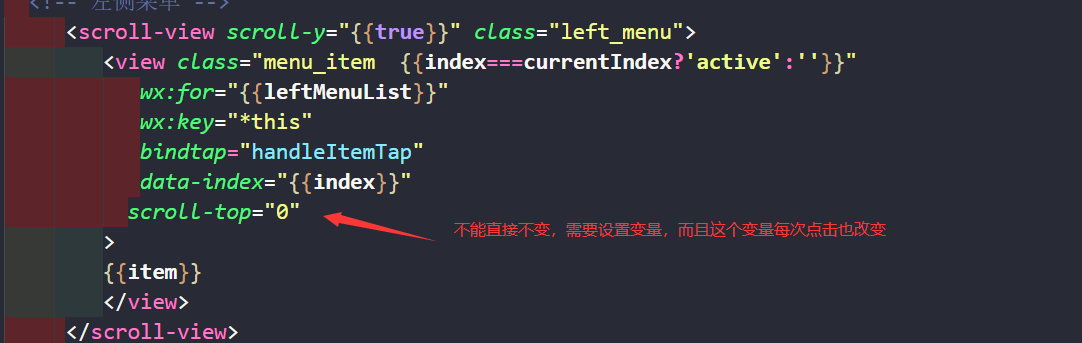 <!-- 左侧菜单 -->
<scroll-view scroll-y="{{true}}" class="left_menu">
<view class="menu_item  {{index===currentIndex?'active':''}}"
wx:for="{{leftMenuList}}"
wx:key="*this"
bindtap="handleItemTap"
data-index="{{index}}"
scroll-top="0"
不能直接不变，需要设置变量，而且这个变量每次点击也改变
>
{{item}}
</view>
</scroll-view>